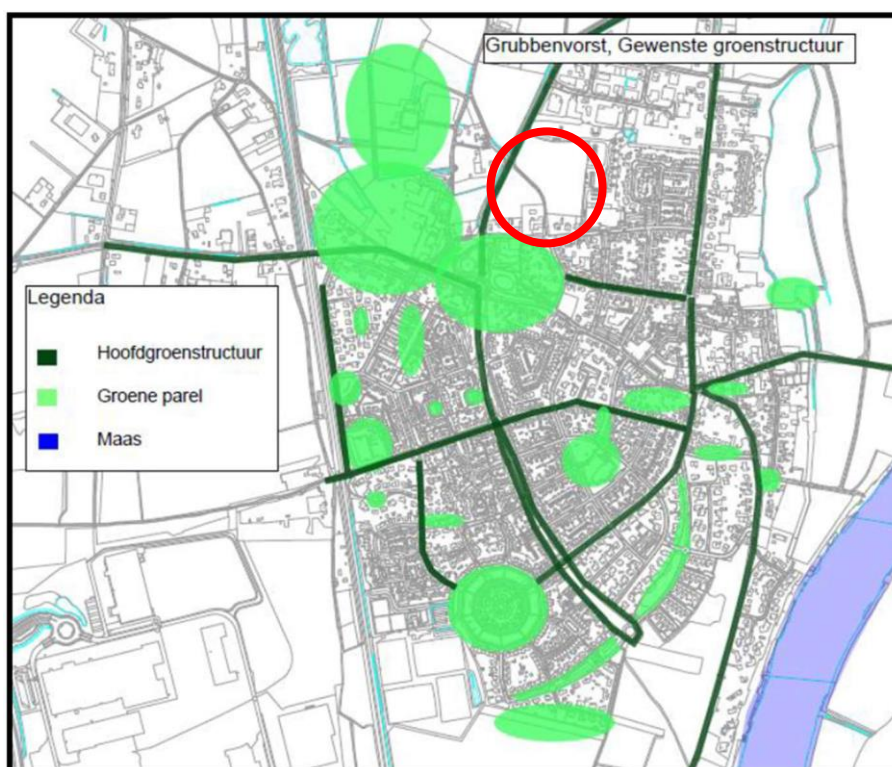 Grubbenvorst, Gewenste groenstructuur
Legenda
Hoofdgroenstructuur
Groene parel
Maas